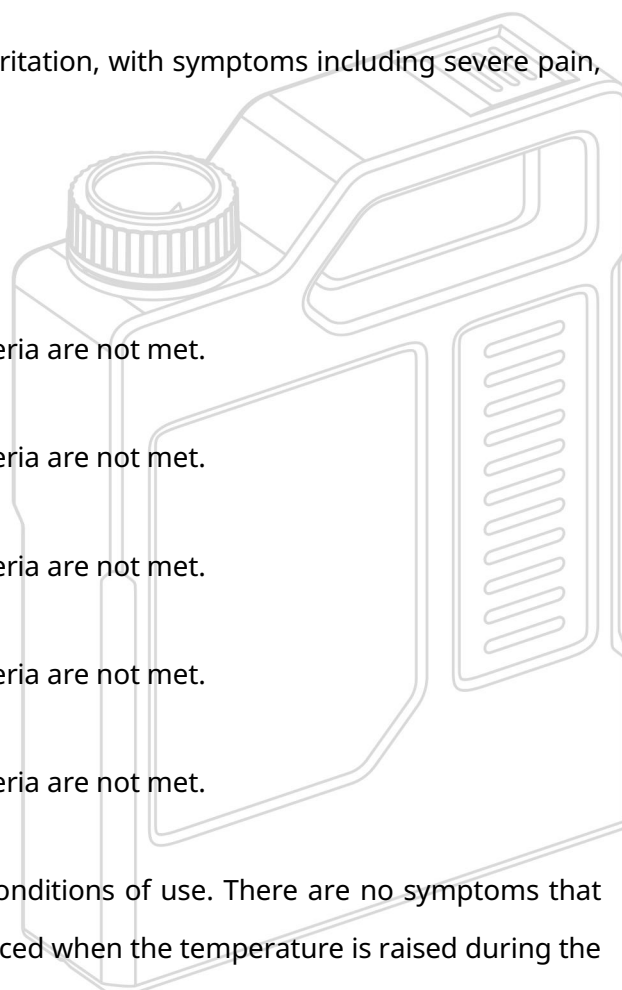 ritation, with symptoms including severe pain,
eria are not met.
eria are not met.
eria are not met.
eria are not met.
eria are not met.
onditions of use. There are no symptoms that
ced when the temperature is raised during the